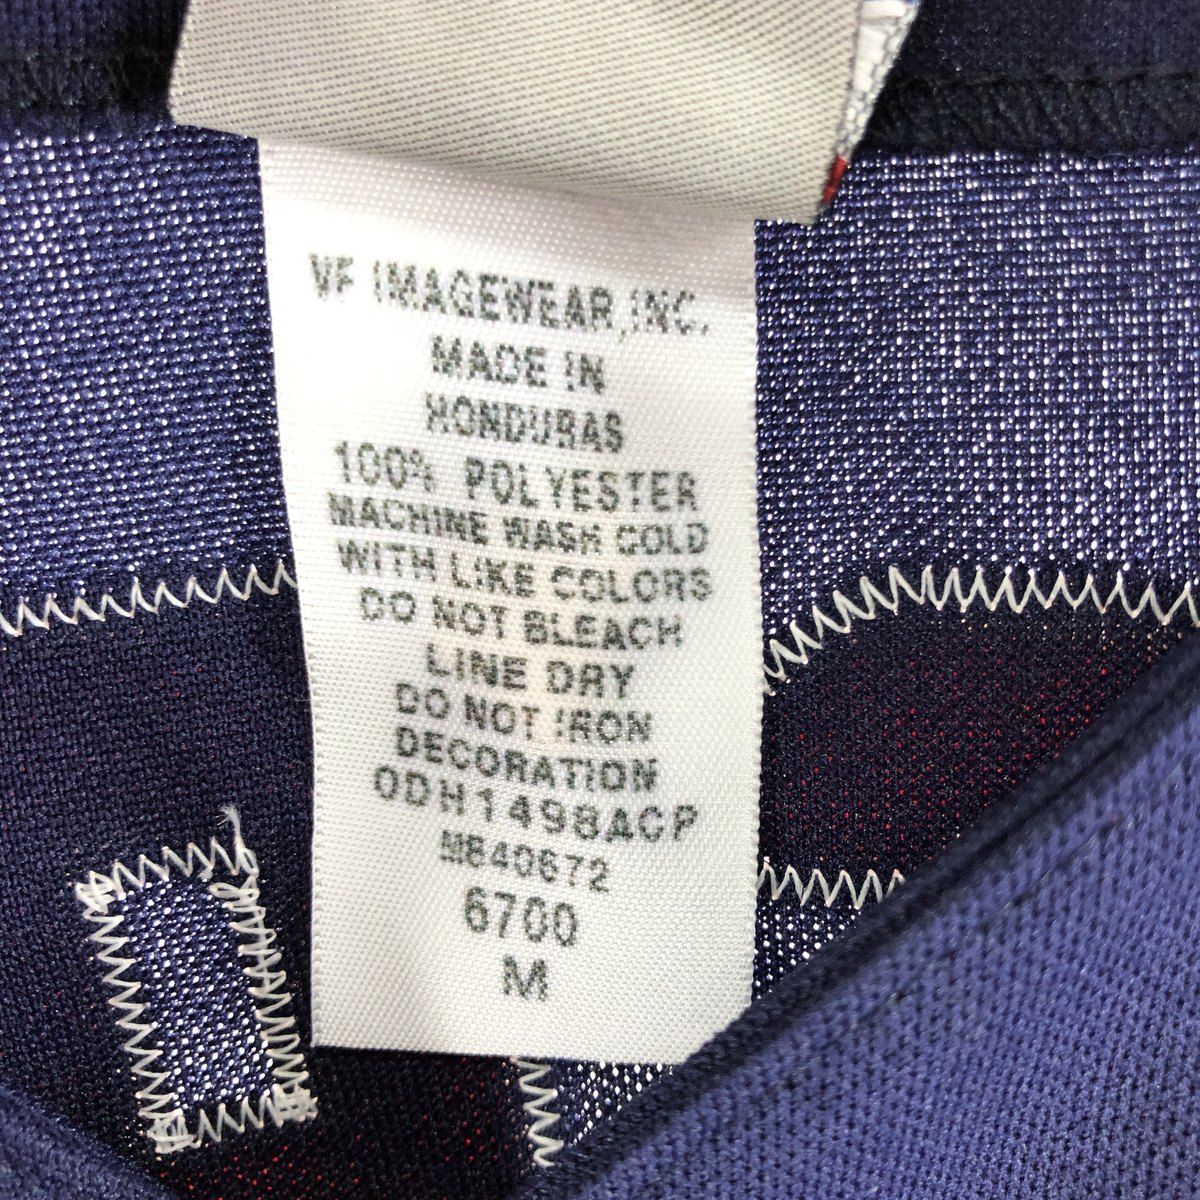 VF IMAGEWEAR, INC.
MADE IN
HONDURAS
100% POLYESTER
MACHINE WASH COLD
WITH LIKE COLORS
DO NOT BLEACH
LINE DRY
DO NOT IRON
DECORATION
ODH1498ACP
M840672
6700
M